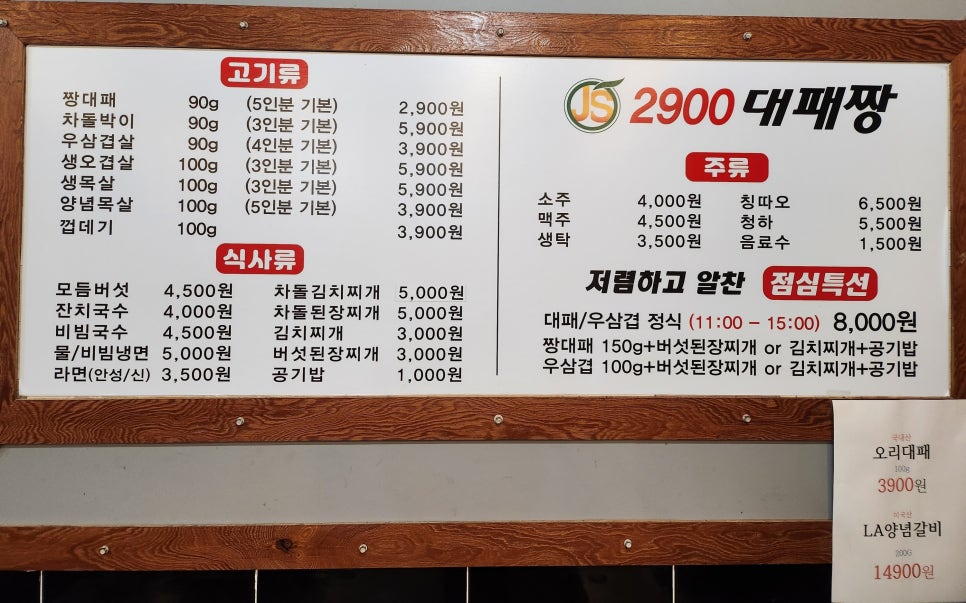 고기류
짱대패 90g (5인분 기본) 2,900원
차돌박이 90g (3인분 기본) 5,900원
우삼겹살 90g (4인분 기본) 3,900원
생오겹살 100g (3인분 기본) 5,900원
생목살 100g (3인분 기본) 5,900원
양념목살 100g (5인분 기본) 3,900원
껍데기 100g 3,900원
식사류
모듬버섯 4,500원 차돌김치찌개 5,000원
잔치국수 4,000원 차돌된장찌개 5,000원
비빔국수 4,500원 김치찌개 3,000원
물/비빔냉면 5,000원 버섯된장찌개 3,000원
라면(안성/신) 3,500원 공기밥 1,000원
JS 2900 대패짱
주류
소주 4,000원 칭따오 6,500원
맥주 4,500원 청하 5,500원
생탁 3,500원 음료수 1,500원
저렴하고 알찬 점심특선
대패/우삼겹 정식 (11:00 – 15:00) 8,000원
짱대패 150g+버섯된장찌개 or 김치찌개+공기밥
우삼겹 100g+버섯된장찌개 or 김치찌개+공기밥
국내산
오리대패
100g
3900원
미국산
LA양념갈비
200G
14900원